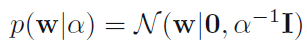 p(w|α) = 𝒩(w|0, α⁻¹I)